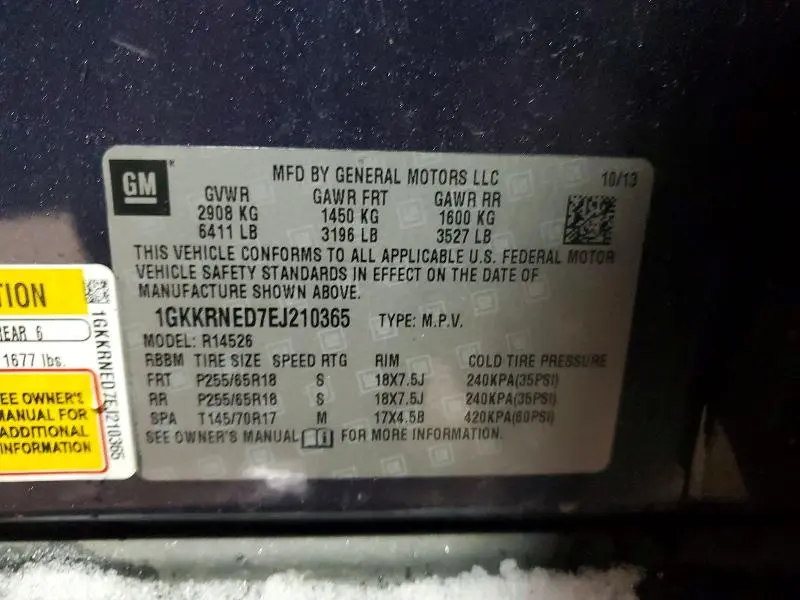 GM
MFD BY GENERAL MOTORS LLC
10/13
GVWR GAWR FRT GAWR RR
2908 KG 1450 KG 1600 KG
6411 LB 3196 LB 3527 LB
THIS VEHICLE CONFORMS TO ALL APPLICABLE U.S. FEDERAL MOTOR
VEHICLE SAFETY STANDARDS IN EFFECT ON THE DATE OF
MANUFACTURE SHOWN ABOVE.
1GKKRNED7EJ210365 TYPE: M.P.V.
MODEL: R14526
RBBM TIRE SIZE SPEED RTG RIM COLD TIRE PRESSURE
FRT P255/65R18 S 18X7.5J 240KPA(35PSI)
RR P255/65R18 S 18X7.5J 240KPA(35PSI)
SPA T145/70R17 M 17X4.5B 420KPA(60PSI)
SEE OWNER'S MANUAL FOR MORE INFORMATION.
TION
REAR 6
1677 lbs.
SEE OWNER'S
MANUAL FOR
ADDITIONAL
INFORMATION
1GKKRNED7EJ210365